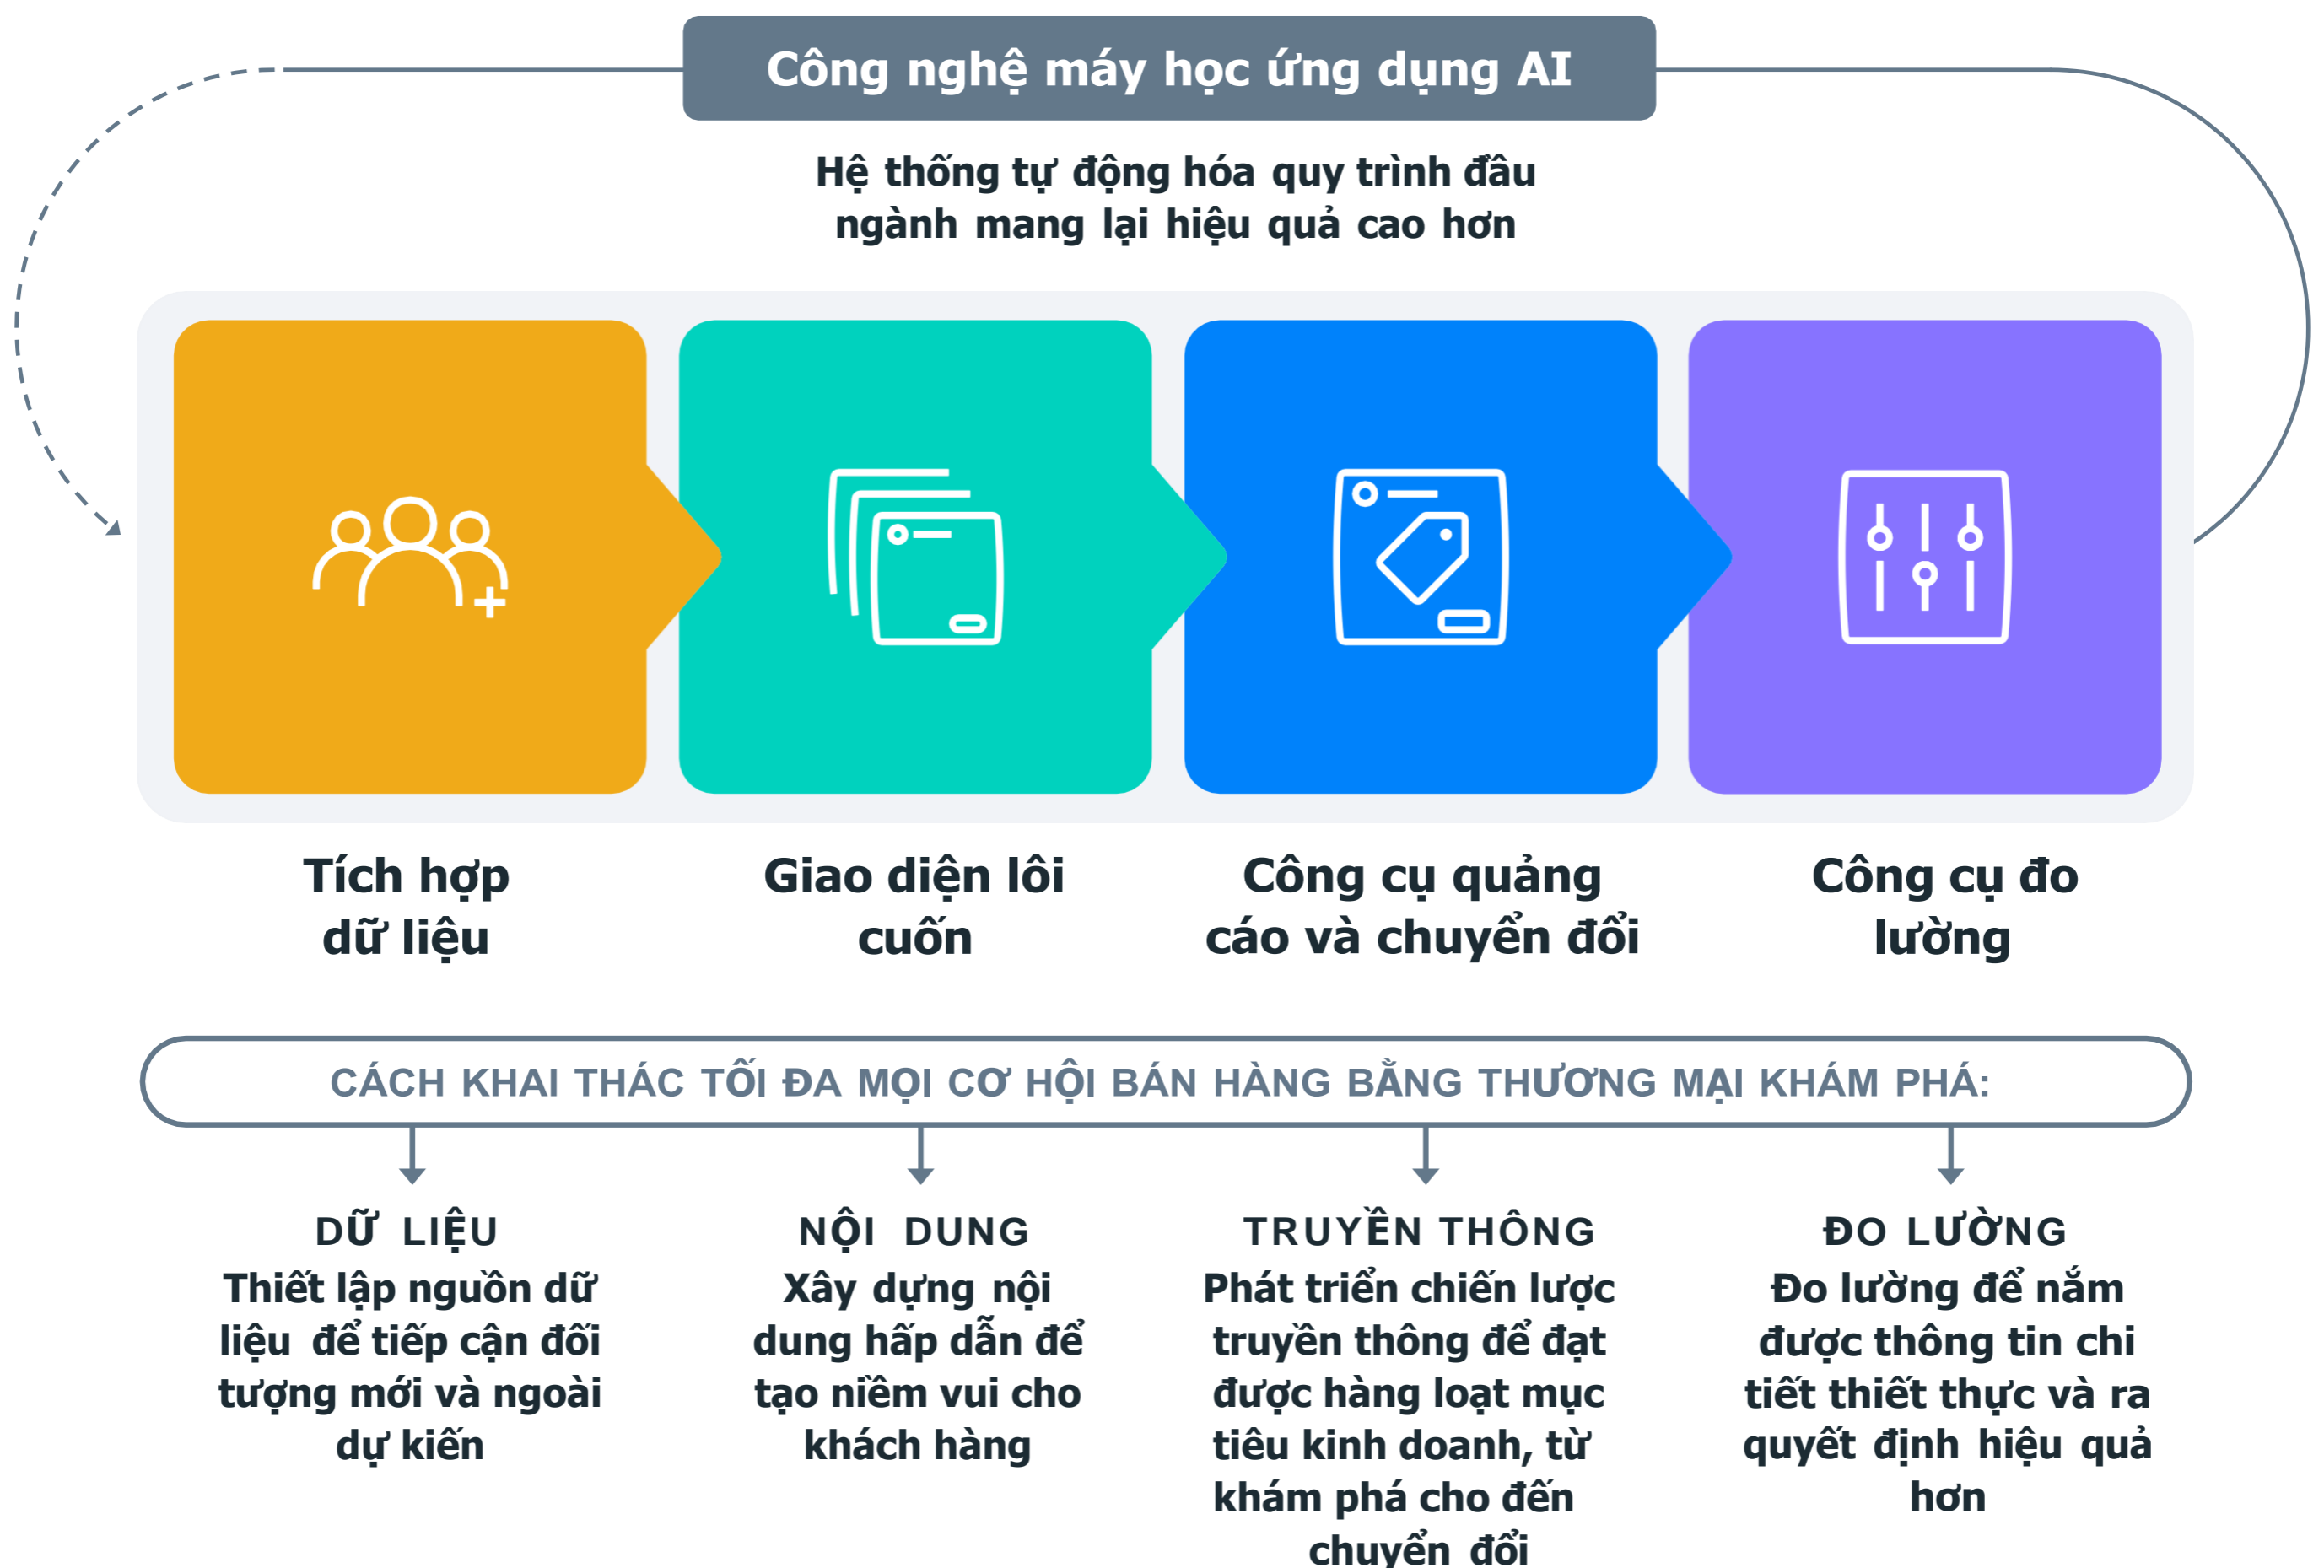 Công nghệ máy học ứng dụng AI
Hệ thống tự động hóa quy trình đầu
ngành mang lại hiệu quả cao hơn
Tích hợp
dữ liệu
Giao diện lôi
cuốn
Công cụ quảng
cáo và chuyển đổi
Công cụ đo
lường
CÁCH KHAI THÁC TỐI ĐA MỌI CƠ HỘI BÁN HÀNG BẰNG THƯƠNG MẠI KHÁM PHÁ:
DỮ LIỆU
Thiết lập nguồn dữ
liệu để tiếp cận đối
tượng mới và ngoài
dự kiến
NỘI DUNG
Xây dựng nội
dung hấp dẫn để
tạo niềm vui cho
khách hàng
TRUYỀN THÔNG
Phát triển chiến lược
truyền thông để đạt
được hàng loạt mục
tiêu kinh doanh, từ
khám phá cho đến
chuyển đổi
ĐO LƯỜNG
Đo lường để nắm
được thông tin chi
tiết thiết thực và ra
quyết định hiệu quả
hơn